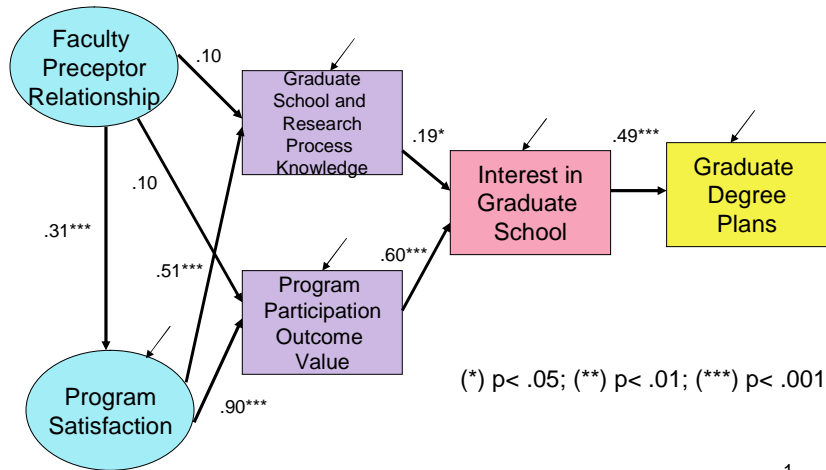 Faculty
Preceptor
Relationship
.10
Graduate
School and
Research
Process
Knowledge
.19*
.49***
Interest in
Graduate
School
Graduate
Degree
Plans
.10
.31***
.51***
.60***
Program
Participation
Outcome
Value
Program
Satisfaction
.90***
(*) p< .05; (**) p< .01; (***) p< .001
1